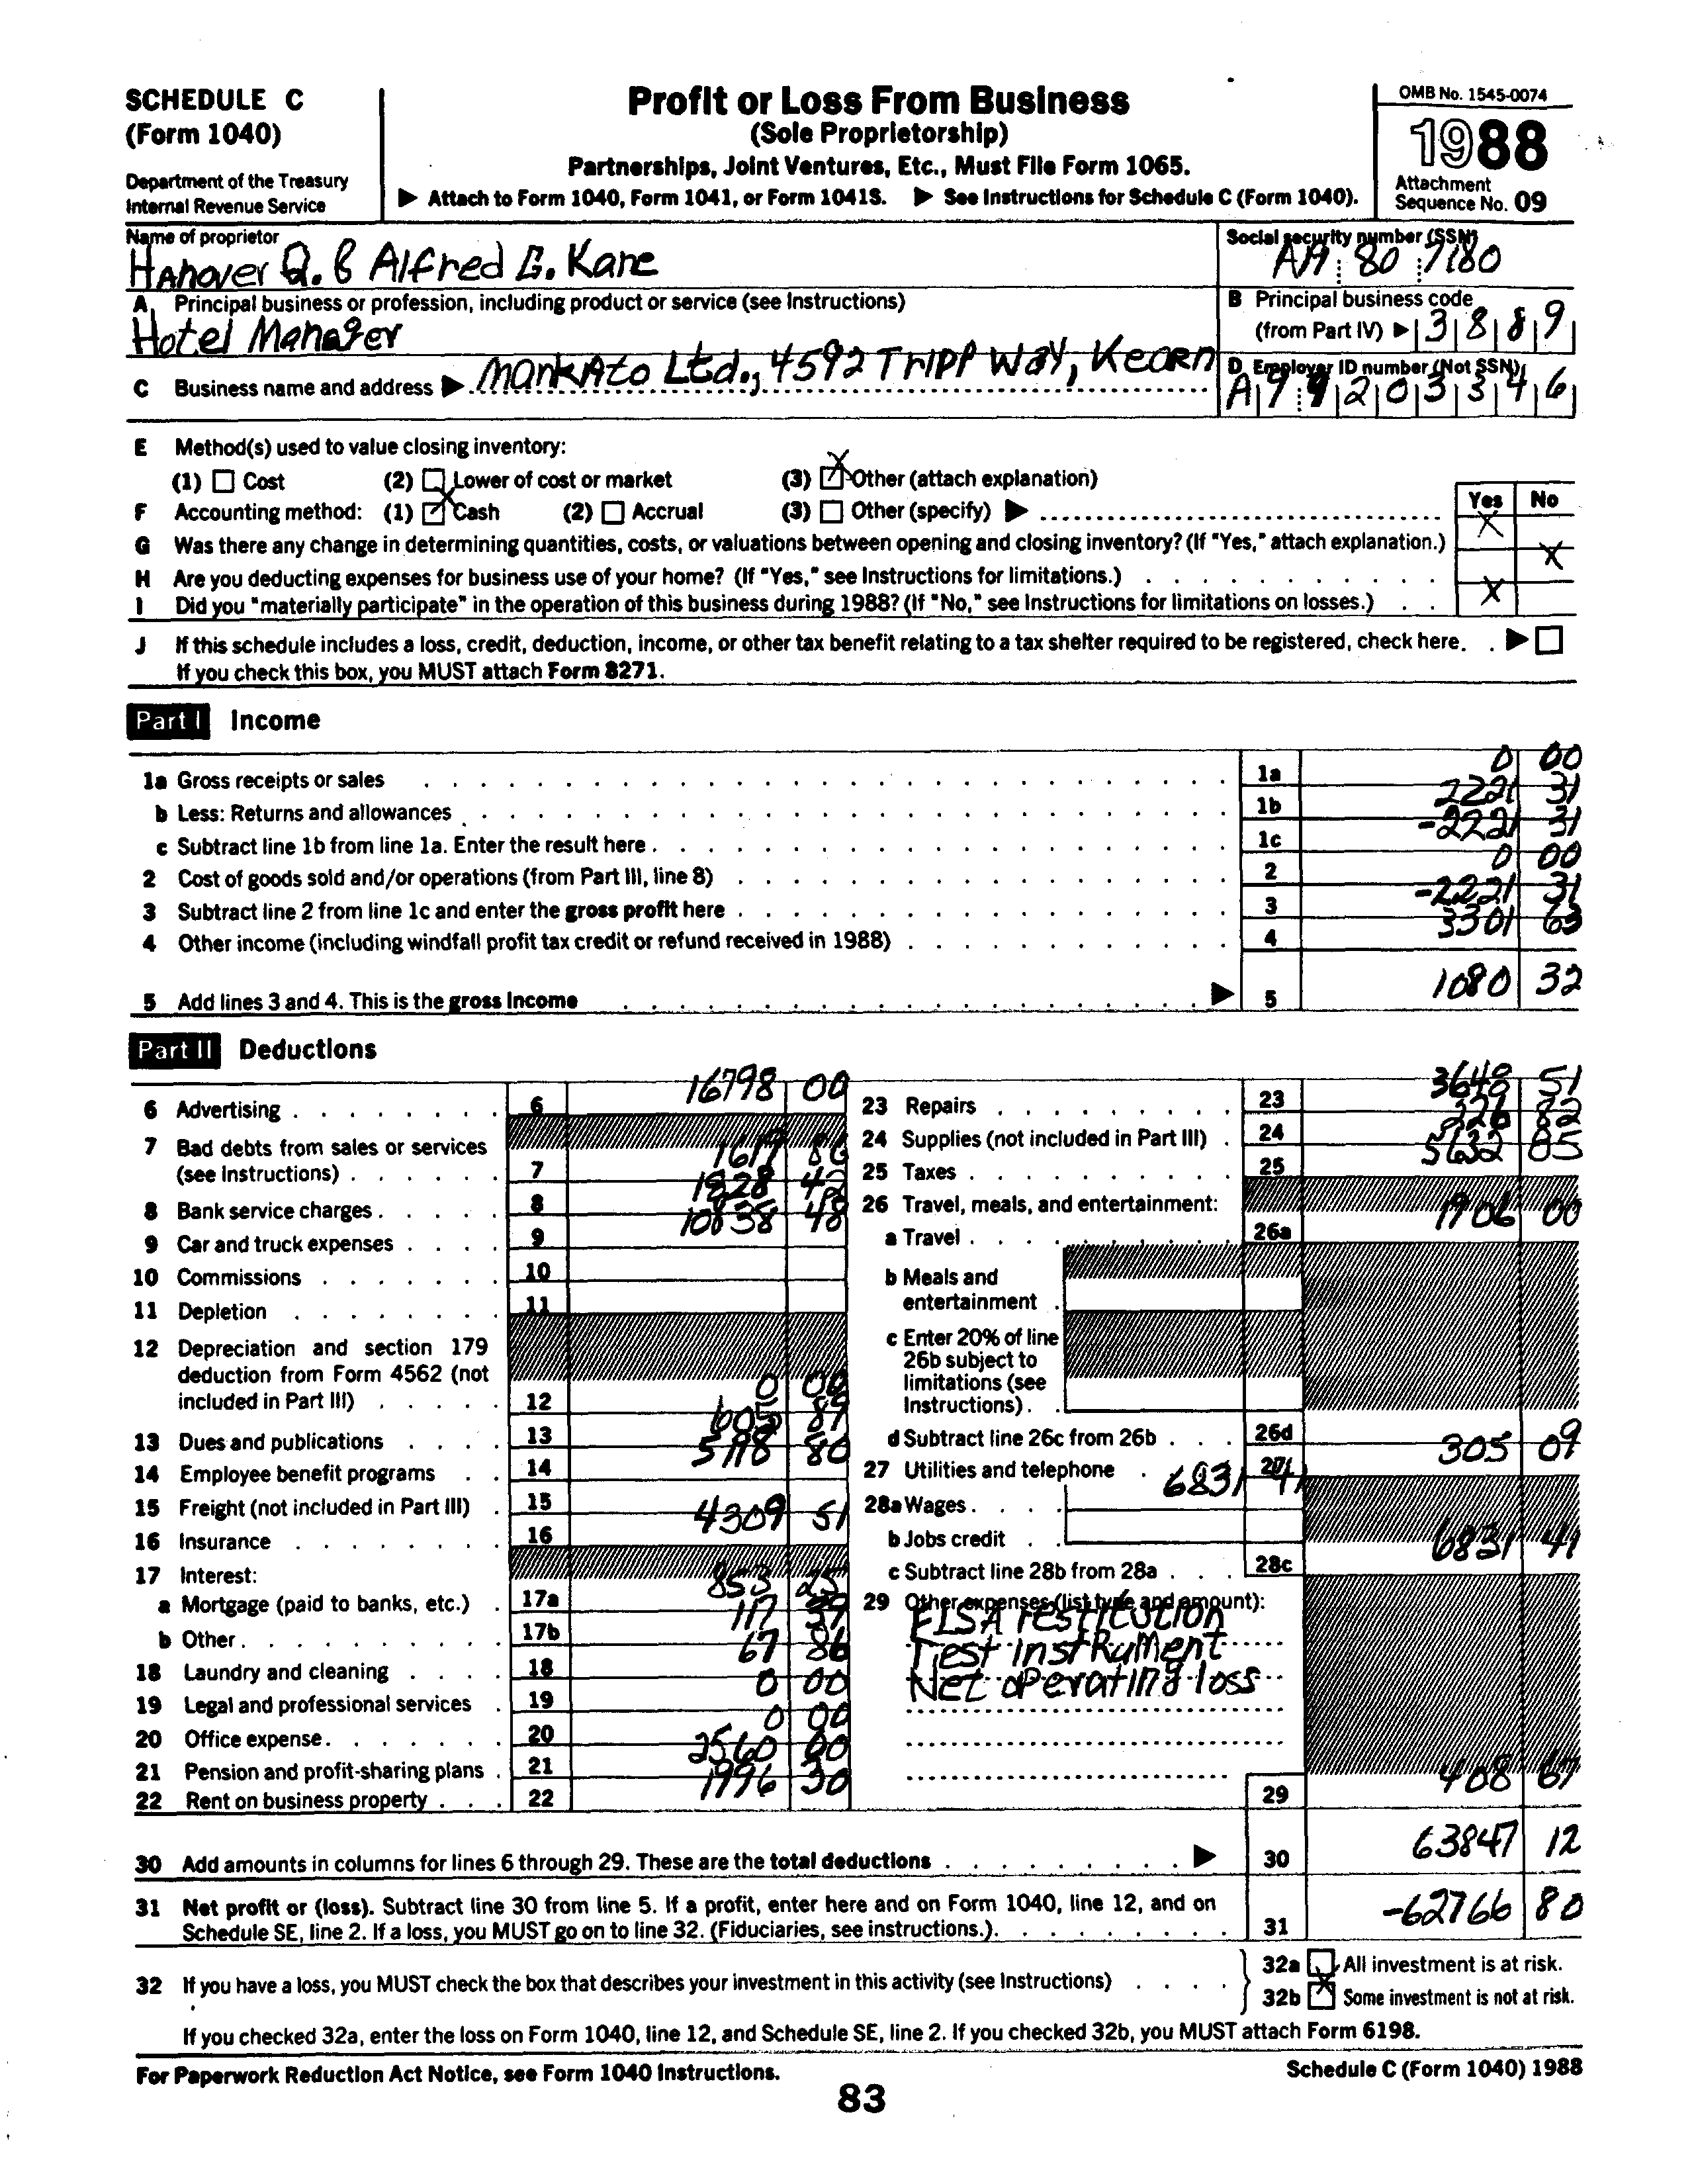 SCHEDULE C
(Form 1040)
Department of the Treasury
Internal Revenue Service
Profit or Loss From Business
(Sole Proprietorship)
Partnerships, Joint Ventures, Etc., Must File Form 1065.
▶ Attach to Form 1040, Form 1041, or Form 1041S. ▶ See Instructions for Schedule C (Form 1040).
OMB No. 1545-0074
1988
Attachment
Sequence No. 09
Name of proprietor
Hanover Q. & Alfred G. Kane
Social security number (SSN)
AA 80 7180
A Principal business or profession, including product or service (see Instructions)
Hotel Manager
B Principal business code
(from Part IV) ▶ 3 8 8 9
C Business name and address ▶ MankAto Ltd., 4592 Tripp Way, Kearn
D Employer ID number (Not SSN)
A 9 9 2 0 3 3 4 6
E Method(s) used to value closing inventory:
(1) Cost (2) Lower of cost or market (3) X Other (attach explanation)
F Accounting method: (1) X Cash (2) Accrual (3) Other (specify) ▶
Yes No
G Was there any change in determining quantities, costs, or valuations between opening and closing inventory? (If "Yes," attach explanation.) X
H Are you deducting expenses for business use of your home? (If "Yes," see Instructions for limitations.) X
I Did you "materially participate" in the operation of this business during 1988? (If "No," see Instructions for limitations on losses.) X
J If this schedule includes a loss, credit, deduction, income, or other tax benefit relating to a tax shelter required to be registered, check here. ▶
If you check this box, you MUST attach Form 8271.
Part I Income
1a Gross receipts or sales 1a 0 00
b Less: Returns and allowances 1b 2221 31
c Subtract line 1b from line 1a. Enter the result here 1c -2221 31
2 Cost of goods sold and/or operations (from Part III, line 8) 2 0 00
3 Subtract line 2 from line 1c and enter the gross profit here 3 -2221 31
4 Other income (including windfall profit tax credit or refund received in 1988) 4 3301 63
5 Add lines 3 and 4. This is the gross income ▶ 5 1080 32
Part II Deductions
6 Advertising 6 16798 00
7 Bad debts from sales or services
(see Instructions) 7 1617 86
8 Bank service charges 8 1828 42
9 Car and truck expenses 9 10838 48
10 Commissions 10
11 Depletion 11
12 Depreciation and section 179
deduction from Form 4562 (not
included in Part III) 12 0 00
13 Dues and publications 13 605 89
14 Employee benefit programs 14 5118 80
15 Freight (not included in Part III) 15
16 Insurance 16 4309 51
17 Interest:
a Mortgage (paid to banks, etc.) 17a 853 25
b Other 17b 117 39
18 Laundry and cleaning 18 67 86
19 Legal and professional services 19 0 00
20 Office expense 20 0 00
21 Pension and profit-sharing plans 21 2560 00
22 Rent on business property 22 1996 30
23 Repairs 23 3648 51
24 Supplies (not included in Part III) 24 326 82
25 Taxes 25 5632 85
26 Travel, meals, and entertainment:
a Travel 26a 1906 00
b Meals and
entertainment
c Enter 20% of line
26b subject to
limitations (see
Instructions)
d Subtract line 26c from 26b 26d
27 Utilities and telephone 27 305 09
28a Wages 6831 41
b Jobs credit
c Subtract line 28b from 28a 28c 6831 41
29 Other expenses (list type and amount):
FLSA restitution
Test instRument
Net operating loss
29 408 67
30 Add amounts in columns for lines 6 through 29. These are the total deductions ▶ 30 63847 12
31 Net profit or (loss). Subtract line 30 from line 5. If a profit, enter here and on Form 1040, line 12, and on
Schedule SE, line 2. If a loss, you MUST go on to line 32. (Fiduciaries, see instructions.) 31 -62766 80
32 If you have a loss, you MUST check the box that describes your investment in this activity (see Instructions)
32a All investment is at risk.
32b X Some investment is not at risk.
If you checked 32a, enter the loss on Form 1040, line 12, and Schedule SE, line 2. If you checked 32b, you MUST attach Form 6198.
For Paperwork Reduction Act Notice, see Form 1040 Instructions.
Schedule C (Form 1040) 1988
83